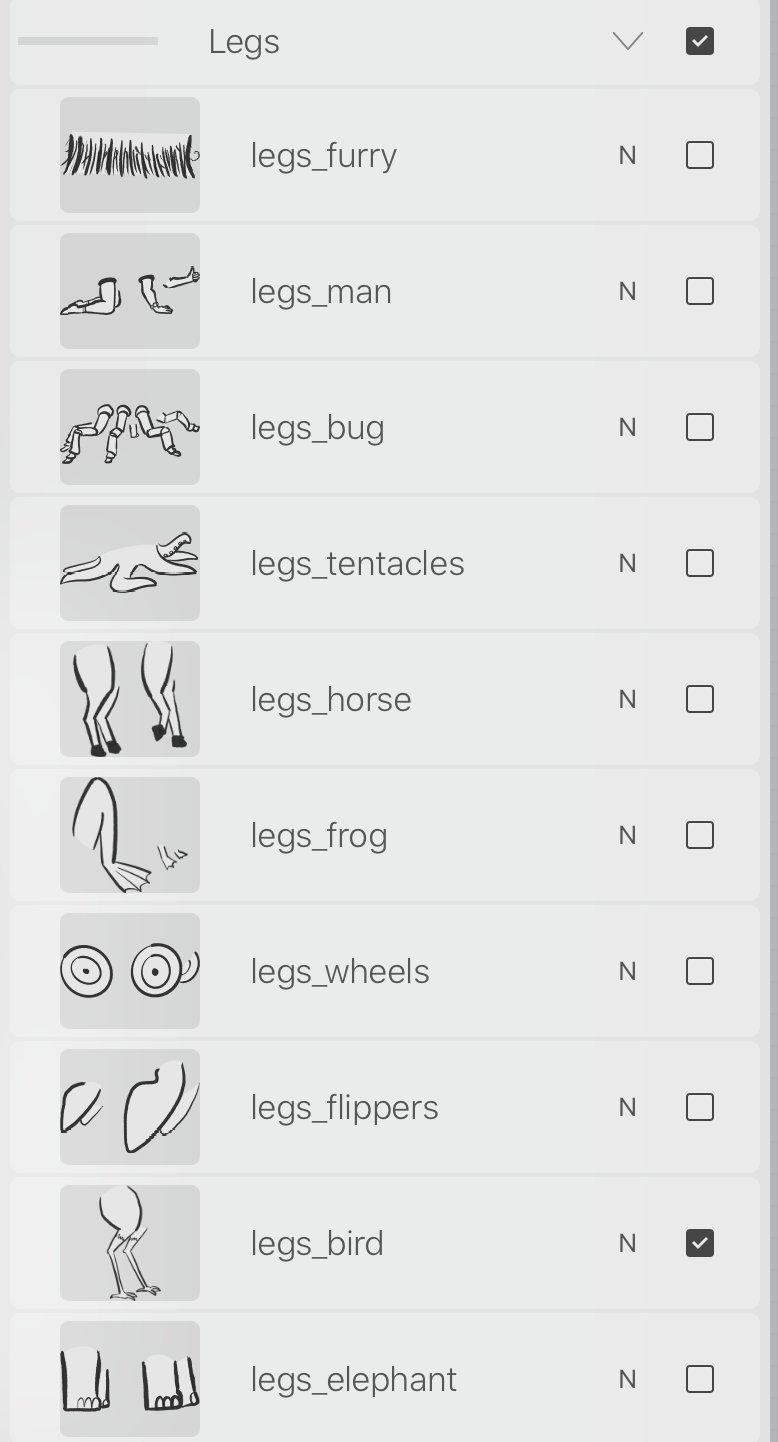 Legs
legs_furry N
legs_man N
legs_bug N
legs_tentacles N
legs_horse N
legs_frog N
legs_wheels N
legs_flippers N
legs_bird N
legs_elephant N